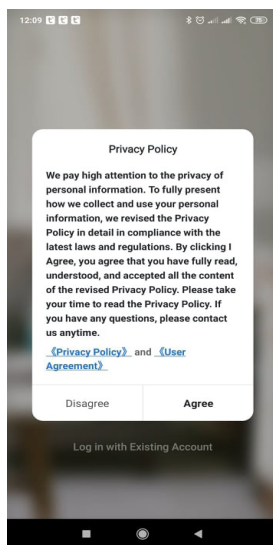 12:09
Privacy Policy
We pay high attention to the privacy of
personal information. To fully present
how we collect and use your personal
information, we revised the Privacy
Policy in detail in compliance with the
latest laws and regulations. By clicking I
Agree, you agree that you have fully read,
understood, and accepted all the content
of the revised Privacy Policy. Please take
your time to read the Privacy Policy. If
you have any questions, please contact
us anytime.
《Privacy Policy》 and 《User
Agreement》
Disagree Agree
Log in with Existing Account